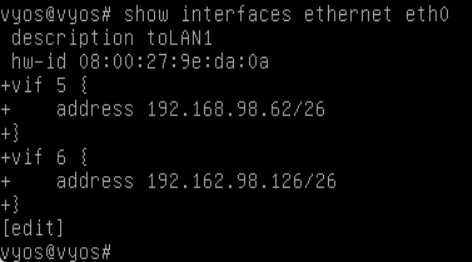 vyos@vyos# show interfaces ethernet eth0
 description toLAN1
 hw-id 08:00:27:9e:da:0a
+vif 5 {
+    address 192.168.98.62/26
+}
+vif 6 {
+    address 192.162.98.126/26
+}
[edit]
vyos@vyos#